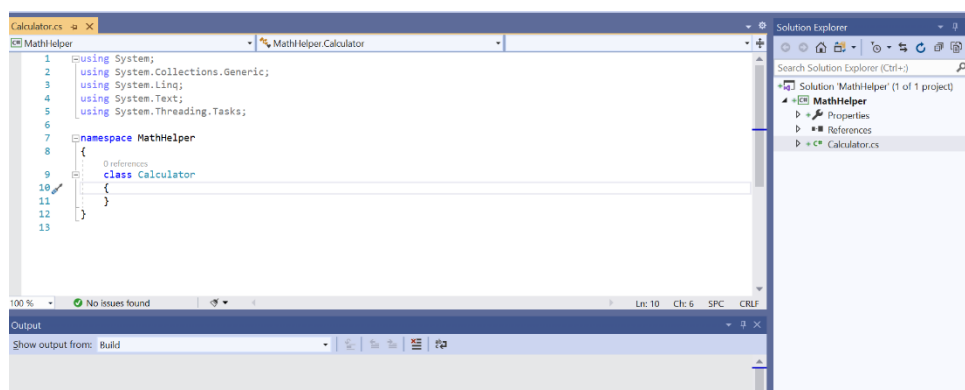 Calculator.cs
MathHelper
MathHelper.Calculator
1 using System;
2 using System.Collections.Generic;
3 using System.Linq;
4 using System.Text;
5 using System.Threading.Tasks;
6
7 namespace MathHelper
8 {
0 references
9 class Calculator
10 {
11 }
12 }
13
100 % No issues found Ln: 10 Ch: 6 SPC CRLF
Output
Show output from: Build
Solution Explorer
Search Solution Explorer (Ctrl+;)
Solution 'MathHelper' (1 of 1 project)
C# MathHelper
Properties
References
C# Calculator.cs